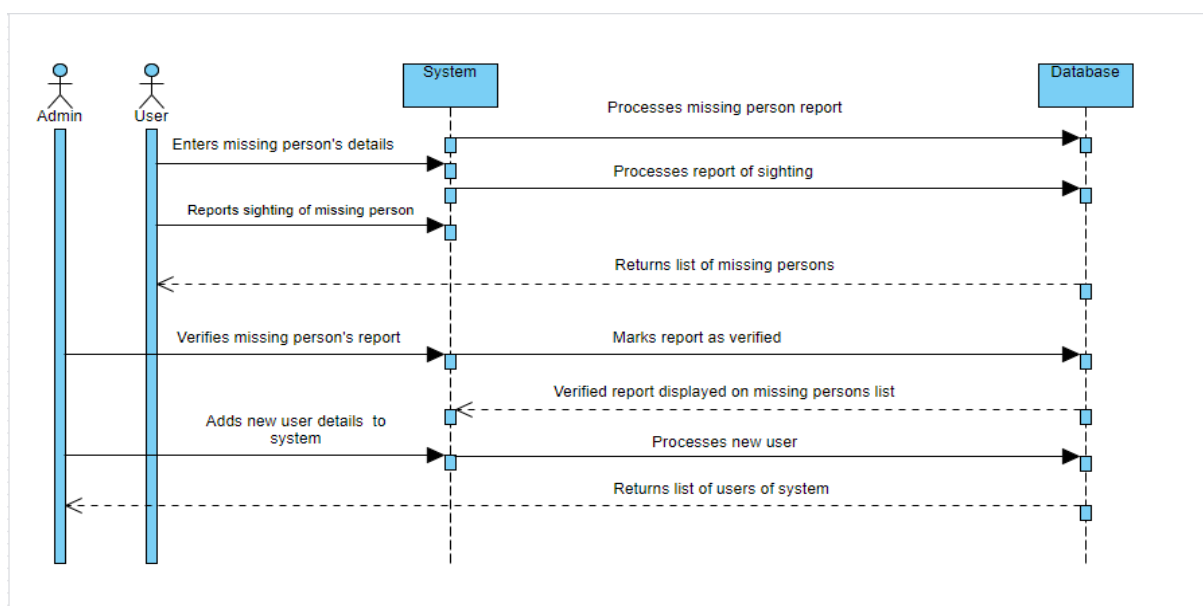 System
Database
Admin
User
Processes missing person report
Enters missing person's details
Processes report of sighting
Reports sighting of missing person
Returns list of missing persons
Verifies missing person's report
Marks report as verified
Verified report displayed on missing persons list
Adds new user details to
system
Processes new user
Returns list of users of system